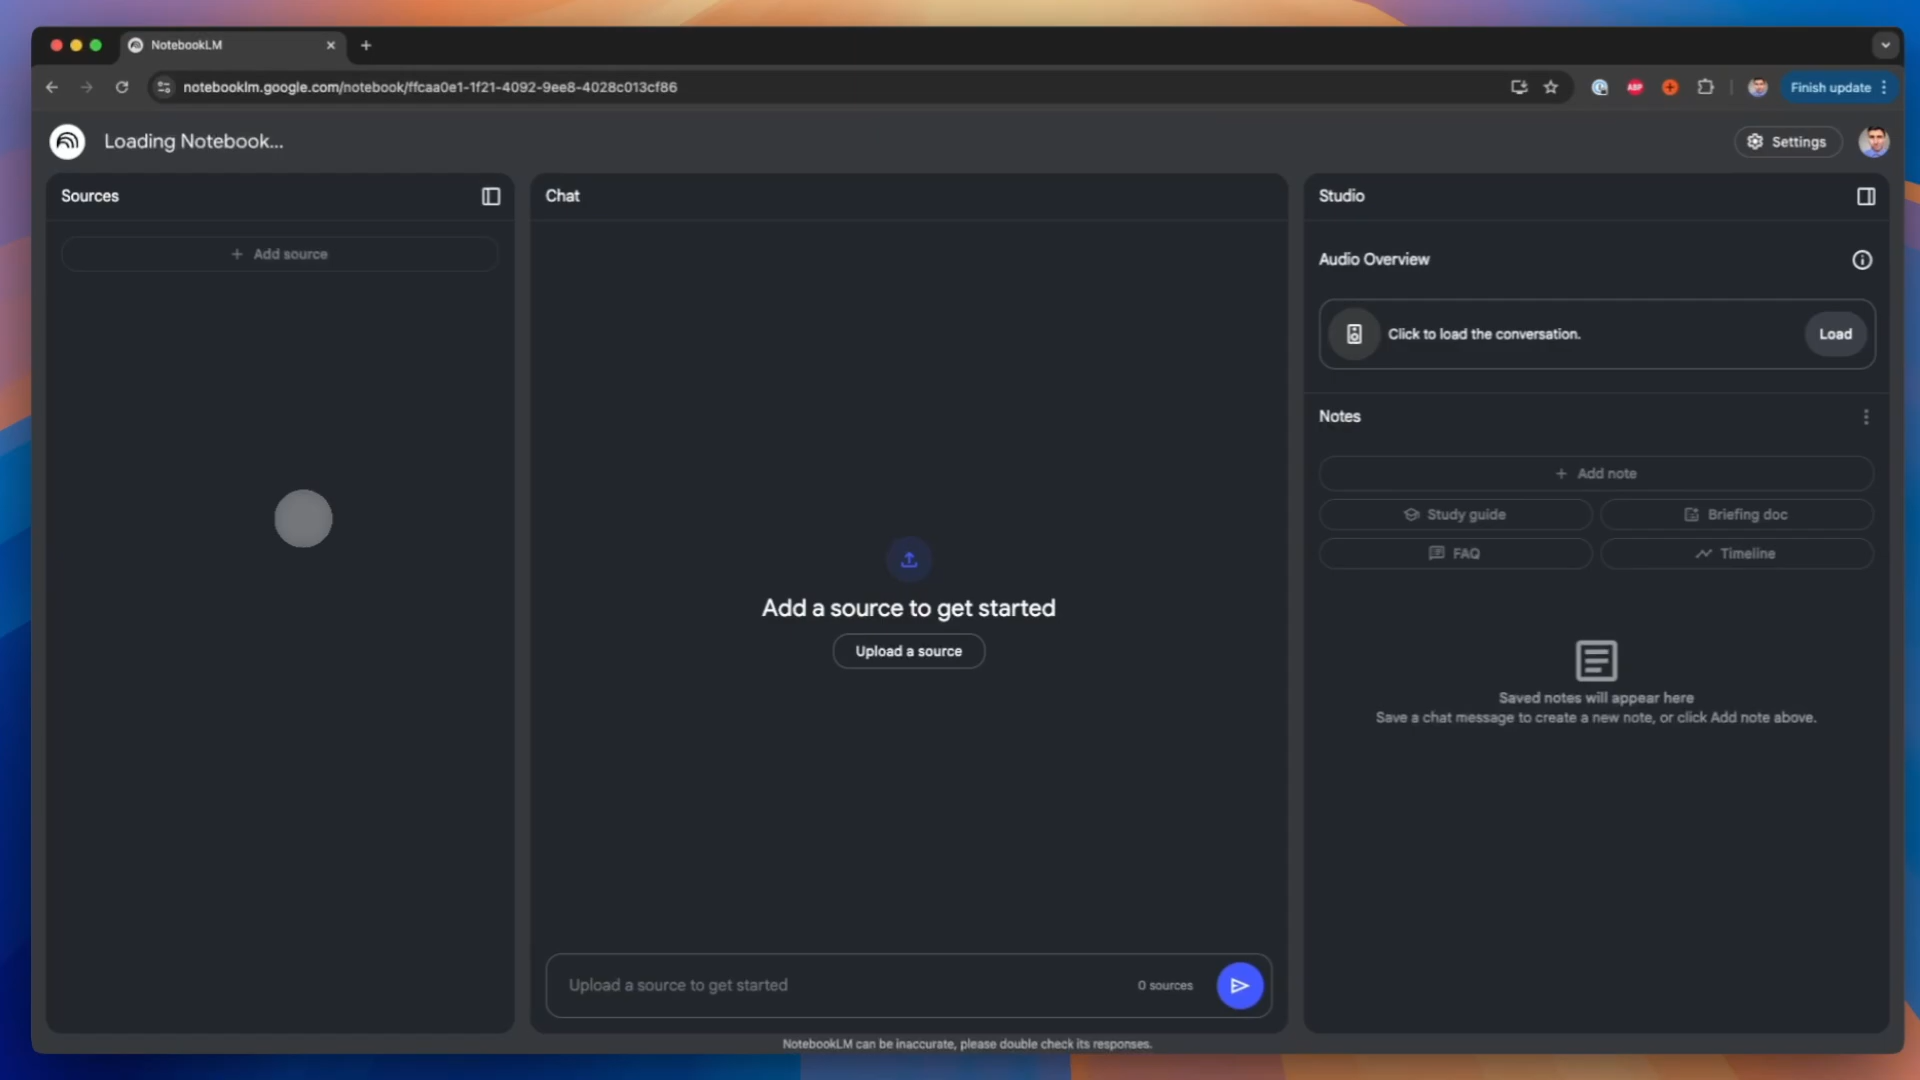 NotebookLM
notebooklm.google.com/notebook/ffcaa0e1-1f21-4092-9ee8-4028c013cf86
ABP
Finish update
Loading Notebook...
Settings
Sources
Add source
Chat
Add a source to get started
Upload a source
Upload a source to get started
0 sources
Studio
Audio Overview
Click to load the conversation.
Load
Notes
Add note
Study guide
Briefing doc
FAQ
Timeline
Saved notes will appear here
Save a chat message to create a new note, or click Add note above.
NotebookLM can be inaccurate, please double check its responses.